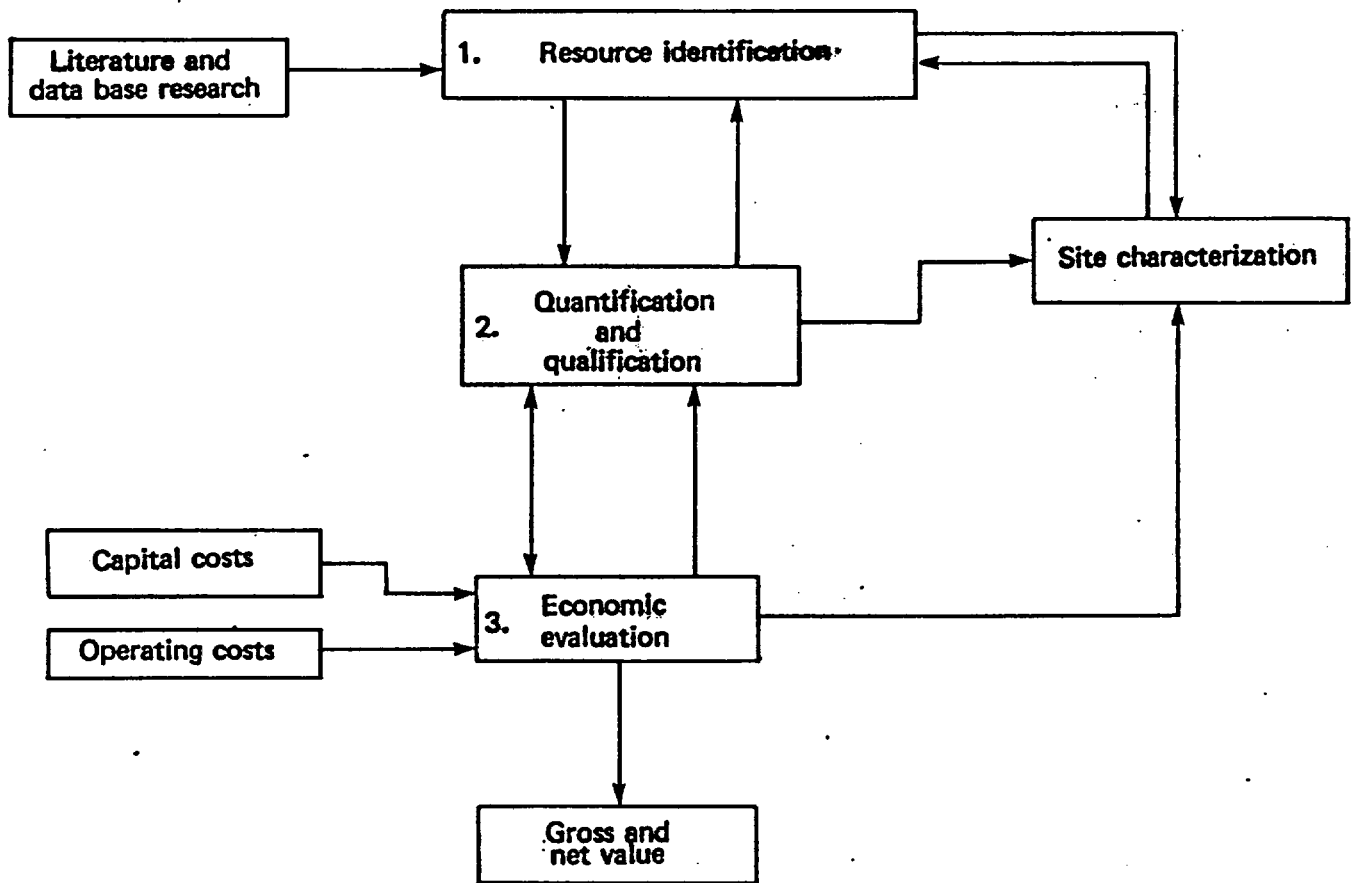 Literature and
data base research
1. Resource identification
Site characterization
2. Quantification
and
qualification
Capital costs
Operating costs
3. Economic
evaluation
Gross and
net value